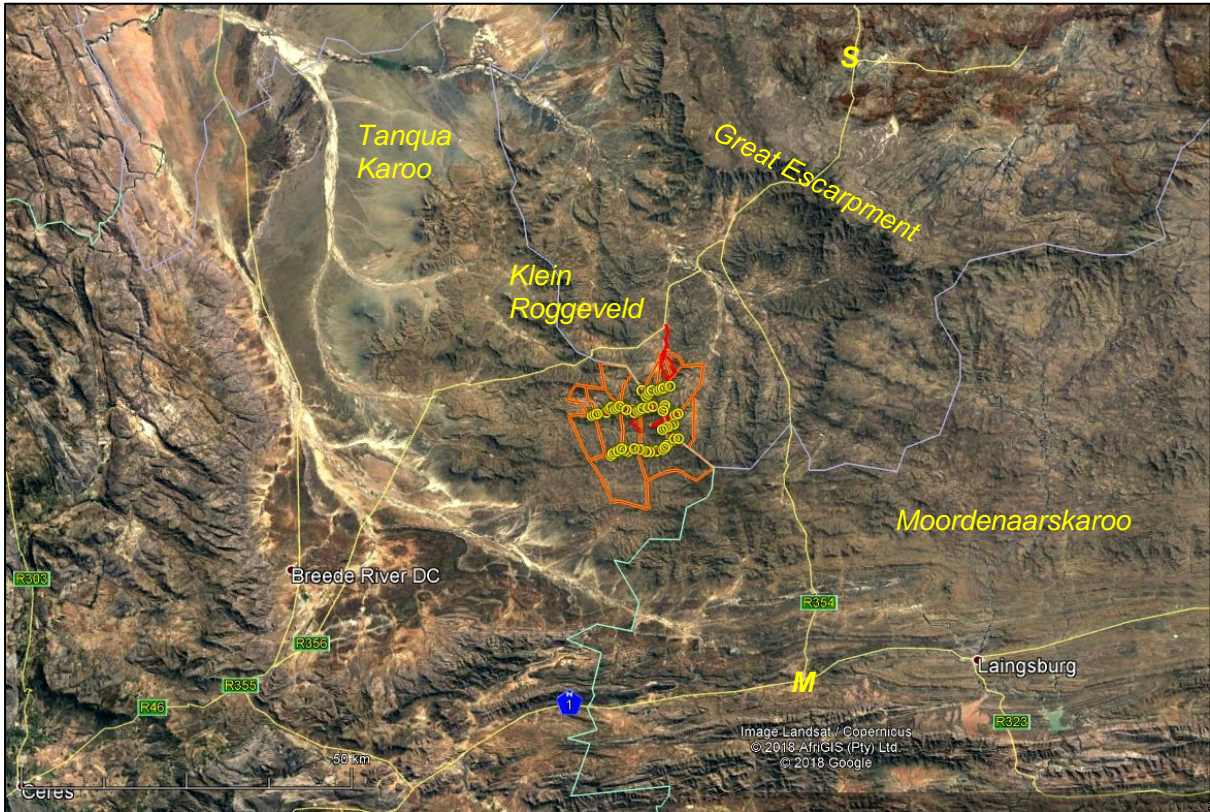 S
Tanqua
Karoo
Great Escarpment
Klein
Roggeveld
Moordenaarskaroo
R303
Breede River DC
R354
R356
Laingsburg
R355
M
R46
N
1
R323
Image Landsat / Copernicus
© 2018 AfriGIS (Pty) Ltd.
© 2018 Google
50 km
Ceres